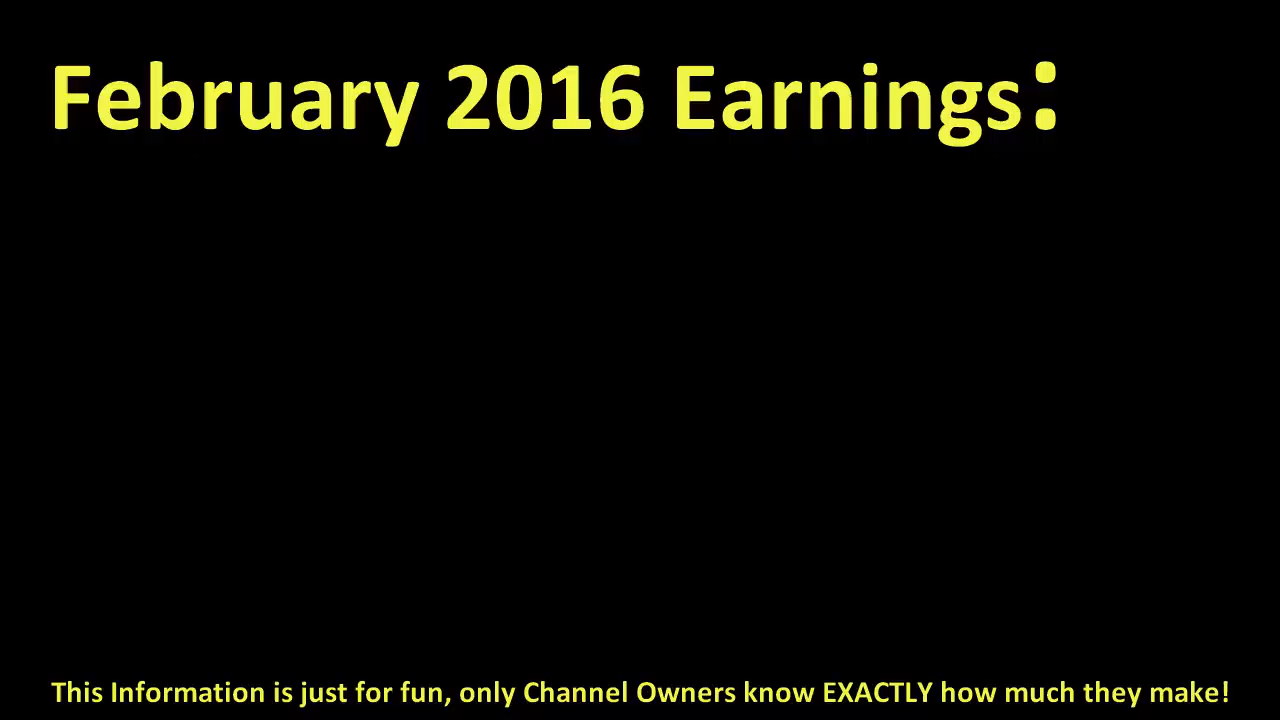 February 2016 Earnings:
This Information is just for fun, only Channel Owners know EXACTLY how much they make!